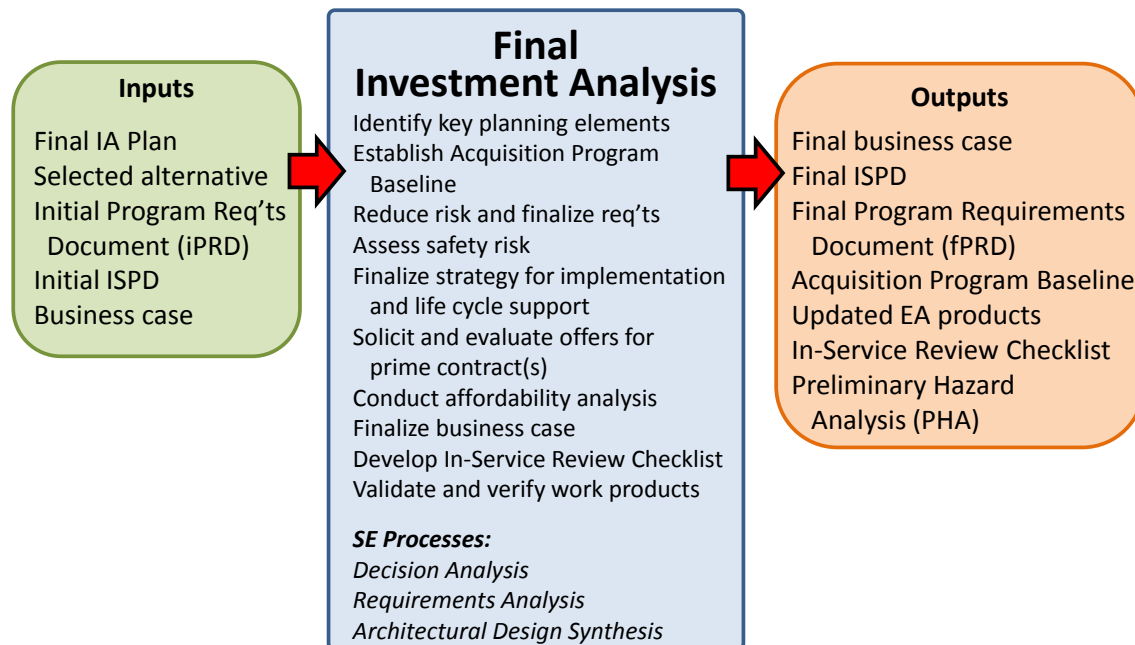 Inputs
Final IA Plan
Selected alternative
Initial Program Req’ts
Document (iPRD)
Initial ISPD
Business case
Final
Investment Analysis
Identify key planning elements
Establish Acquisition Program
Baseline
Reduce risk and finalize req’ts
Assess safety risk
Finalize strategy for implementation
and life cycle support
Solicit and evaluate offers for
prime contract(s)
Conduct affordability analysis
Finalize business case
Develop In-Service Review Checklist
Validate and verify work products
SE Processes:
Decision Analysis
Requirements Analysis
Architectural Design Synthesis
Outputs
Final business case
Final ISPD
Final Program Requirements
Document (fPRD)
Acquisition Program Baseline
Updated EA products
In-Service Review Checklist
Preliminary Hazard
Analysis (PHA)